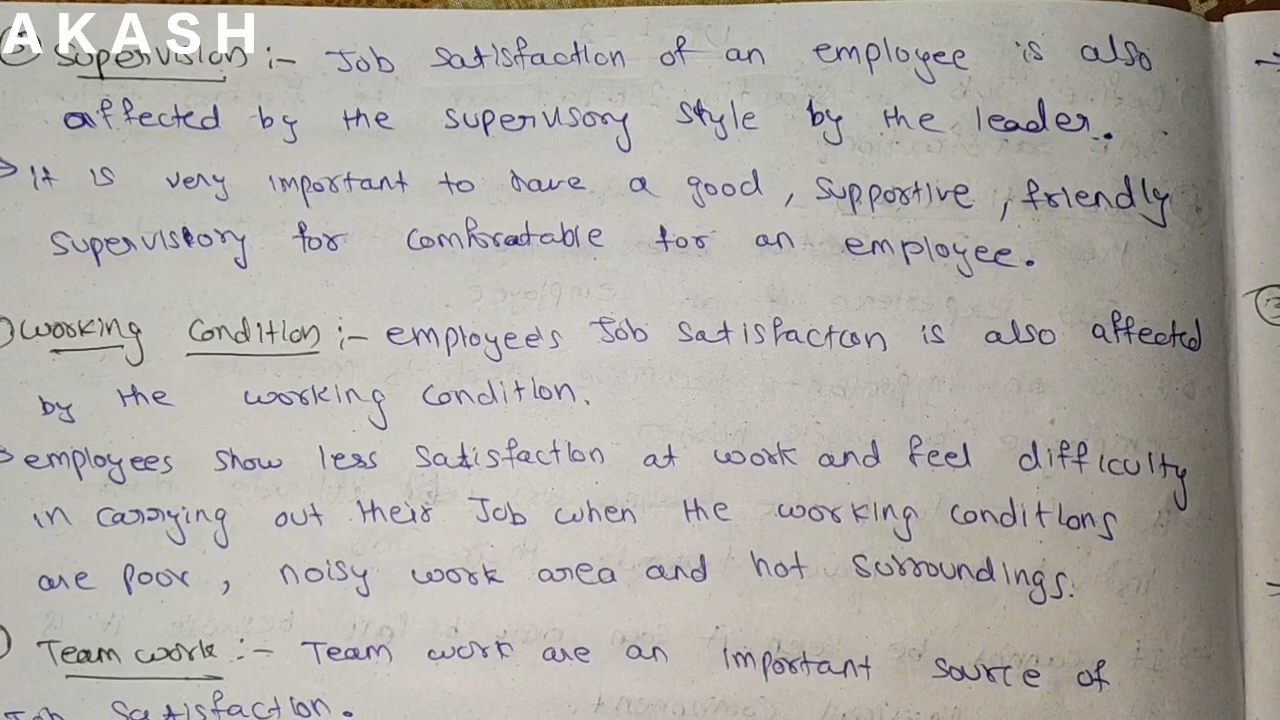 AKASH
Supervision :- Job satisfaction of an employee is also
affected by the supervisory style by the leader.
→ it is very important to have a good, supportive, friendly
supervisory for comfortable for an employee.
Working Condition :- employee's Job satisfaction is also affected
by the working condition.
→ employees show less satisfaction at work and feel difficulty
in carrying out their Job when the working conditions
are poor, noisy work area and hot surroundings.
Team work :- Team work are an important source of
Job satisfaction.